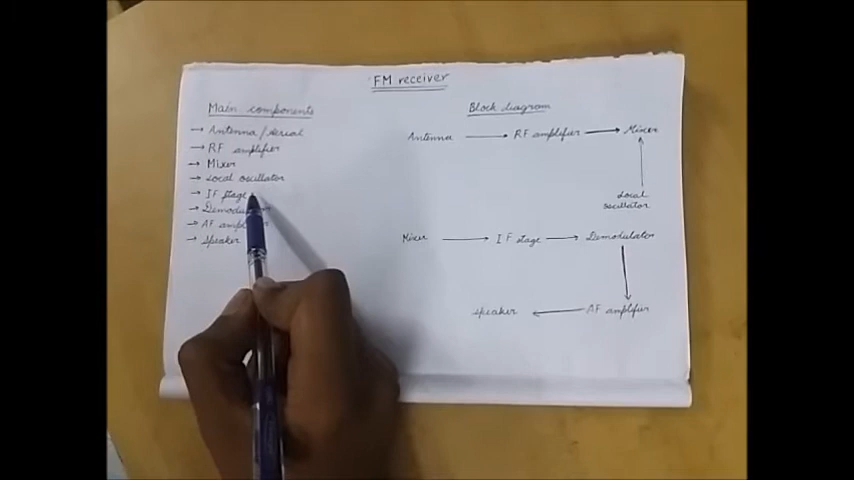 FM receiver
Main components
→ Antenna/aerial
→ RF amplifier
→ Mixer
→ Local oscillator
→ IF stage
→ Demodulator
→ AF amplifier
→ Speaker
Block diagram
Antenna → RF amplifier → Mixer
Local
oscillator
Mixer → IF stage → Demodulator
Speaker ← AF amplifier